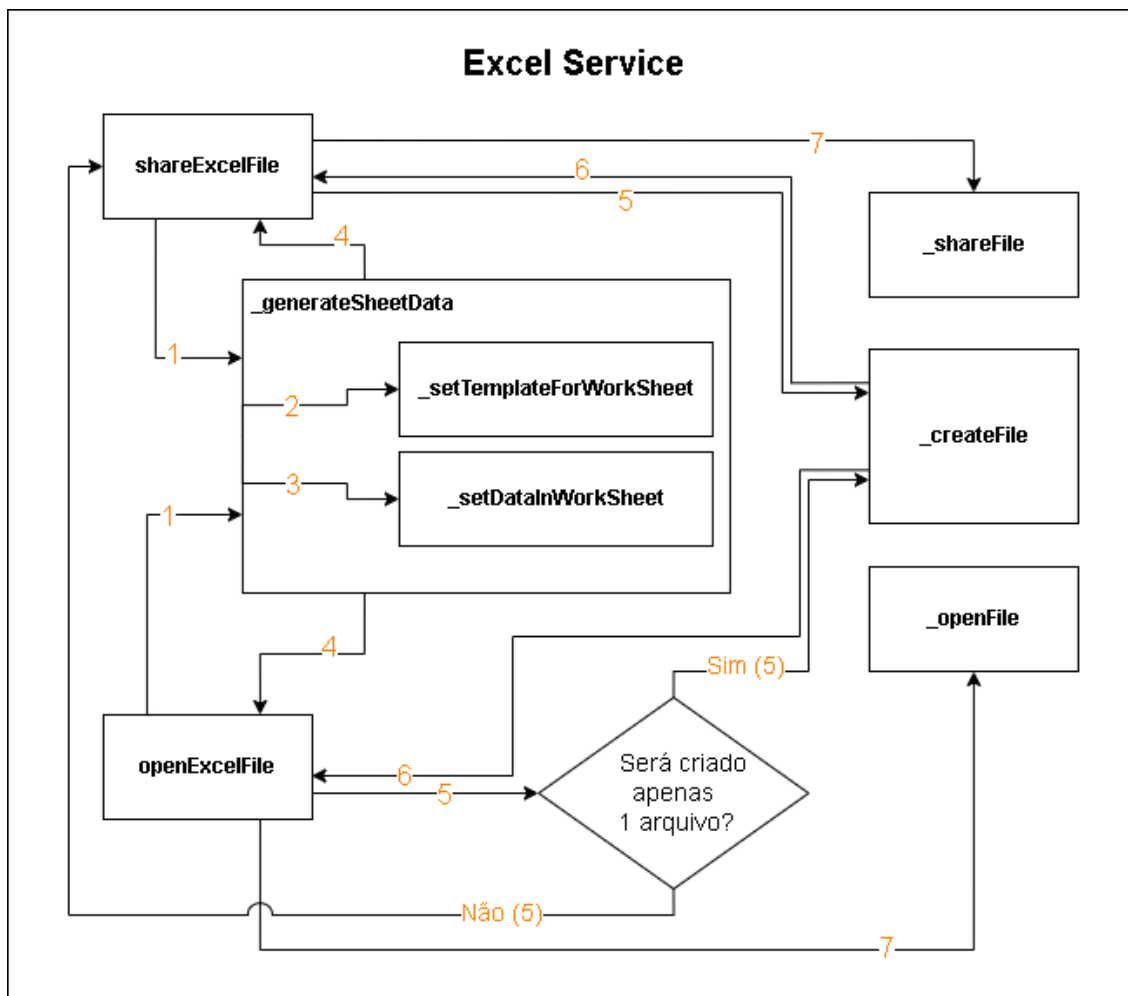 Excel Service
shareExcelFile
7
6
5
_shareFile
4
_generateSheetData
1
_setTemplateForWorkSheet
2
_createFile
3
_setDataInWorkSheet
1
_openFile
4
Sim (5)
openExcelFile
6
5
Será criado
apenas
1 arquivo?
Não (5)
7